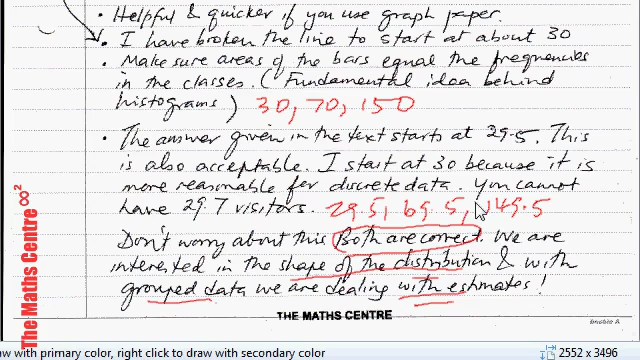 • Helpful & quicker if you use graph paper.
• I have broken the line to start at about 30
• Make sure areas of the bars equal the frequencies
in the classes. (Fundamental idea behind
histograms) 30, 70, 150
• The answer given in the text starts at 29.5. This
is also acceptable. I start at 30 because it is
more reasonable for discrete data. You cannot
have 29.7 visitors. 29.5, 69.5, 149.5
Don't worry about this Both are correct. We are
interested in the shape of the distribution & with
grouped data we are dealing with estimates!
The Maths Centre ∞²
THE MATHS CENTRE
aw with primary color, right click to draw with secondary color
2552 x 3496